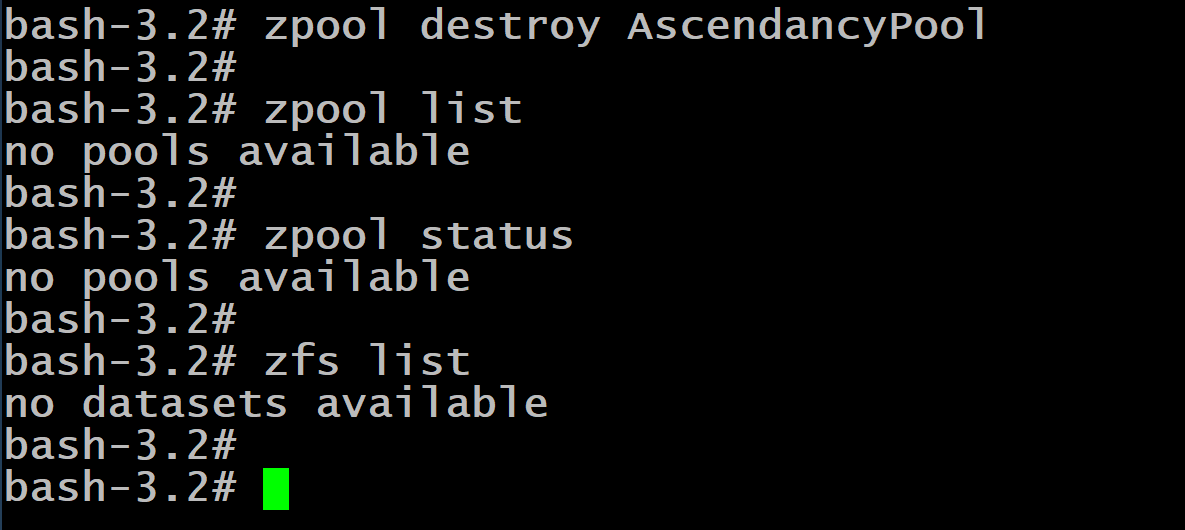 bash-3.2# zpool destroy AscendancyPool
bash-3.2#
bash-3.2# zpool list
no pools available
bash-3.2#
bash-3.2# zpool status
no pools available
bash-3.2#
bash-3.2# zfs list
no datasets available
bash-3.2#
bash-3.2#